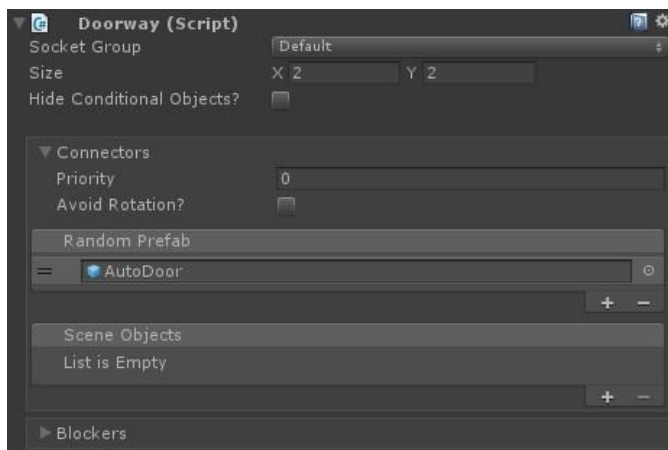 Doorway (Script)
Socket Group Default
Size X 2 Y 2
Hide Conditional Objects?
Connectors
Priority 0
Avoid Rotation?
Random Prefab
AutoDoor
+ −
Scene Objects
List is Empty
+ −
Blockers